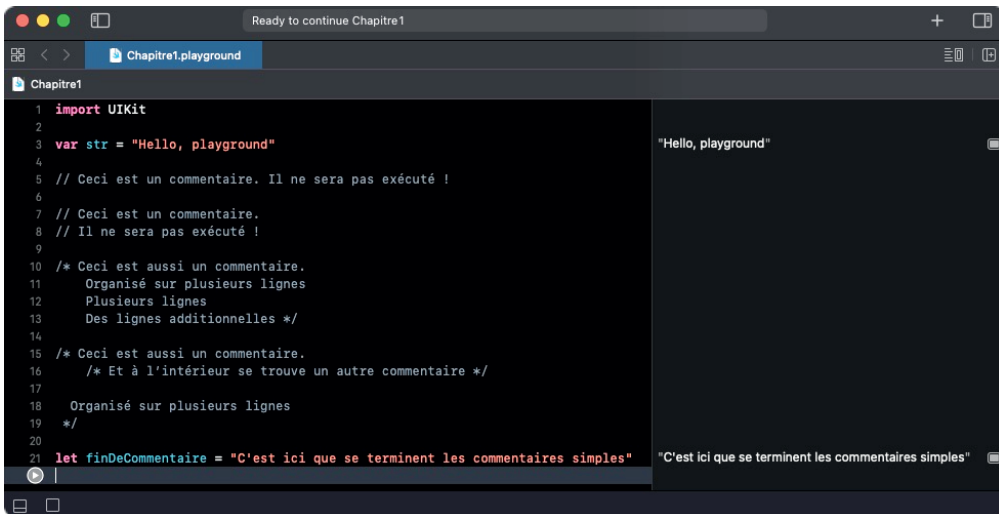 Ready to continue Chapitre1
Chapitre1.playground
Chapitre1
1 import UIKit
2
3 var str = "Hello, playground"
"Hello, playground"
4
5 // Ceci est un commentaire. Il ne sera pas exécuté !
6
7 // Ceci est un commentaire.
8 // Il ne sera pas exécuté !
9
10 /* Ceci est aussi un commentaire.
11 Organisé sur plusieurs lignes
12 Plusieurs lignes
13 Des lignes additionnelles */
14
15 /* Ceci est aussi un commentaire.
16 /* Et à l’intérieur se trouve un autre commentaire */
17
18 Organisé sur plusieurs lignes
19 */
20
21 let finDeCommentaire = "C'est ici que se terminent les commentaires simples"
"C'est ici que se terminent les commentaires simples"